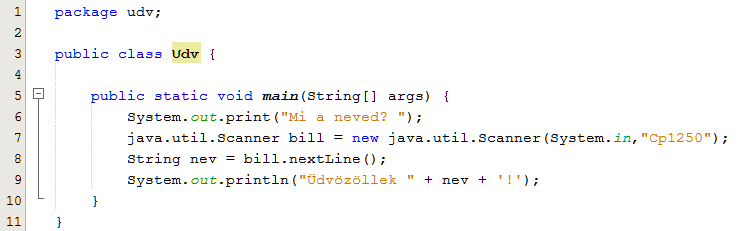 1 package udv;
2
3 public class Udv {
4
5 public static void main(String[] args) {
6 System.out.print("Mi a neved? ");
7 java.util.Scanner bill = new java.util.Scanner(System.in,"Cp1250");
8 String nev = bill.nextLine();
9 System.out.println("Üdvözöllek " + nev + '!');
10 }
11 }